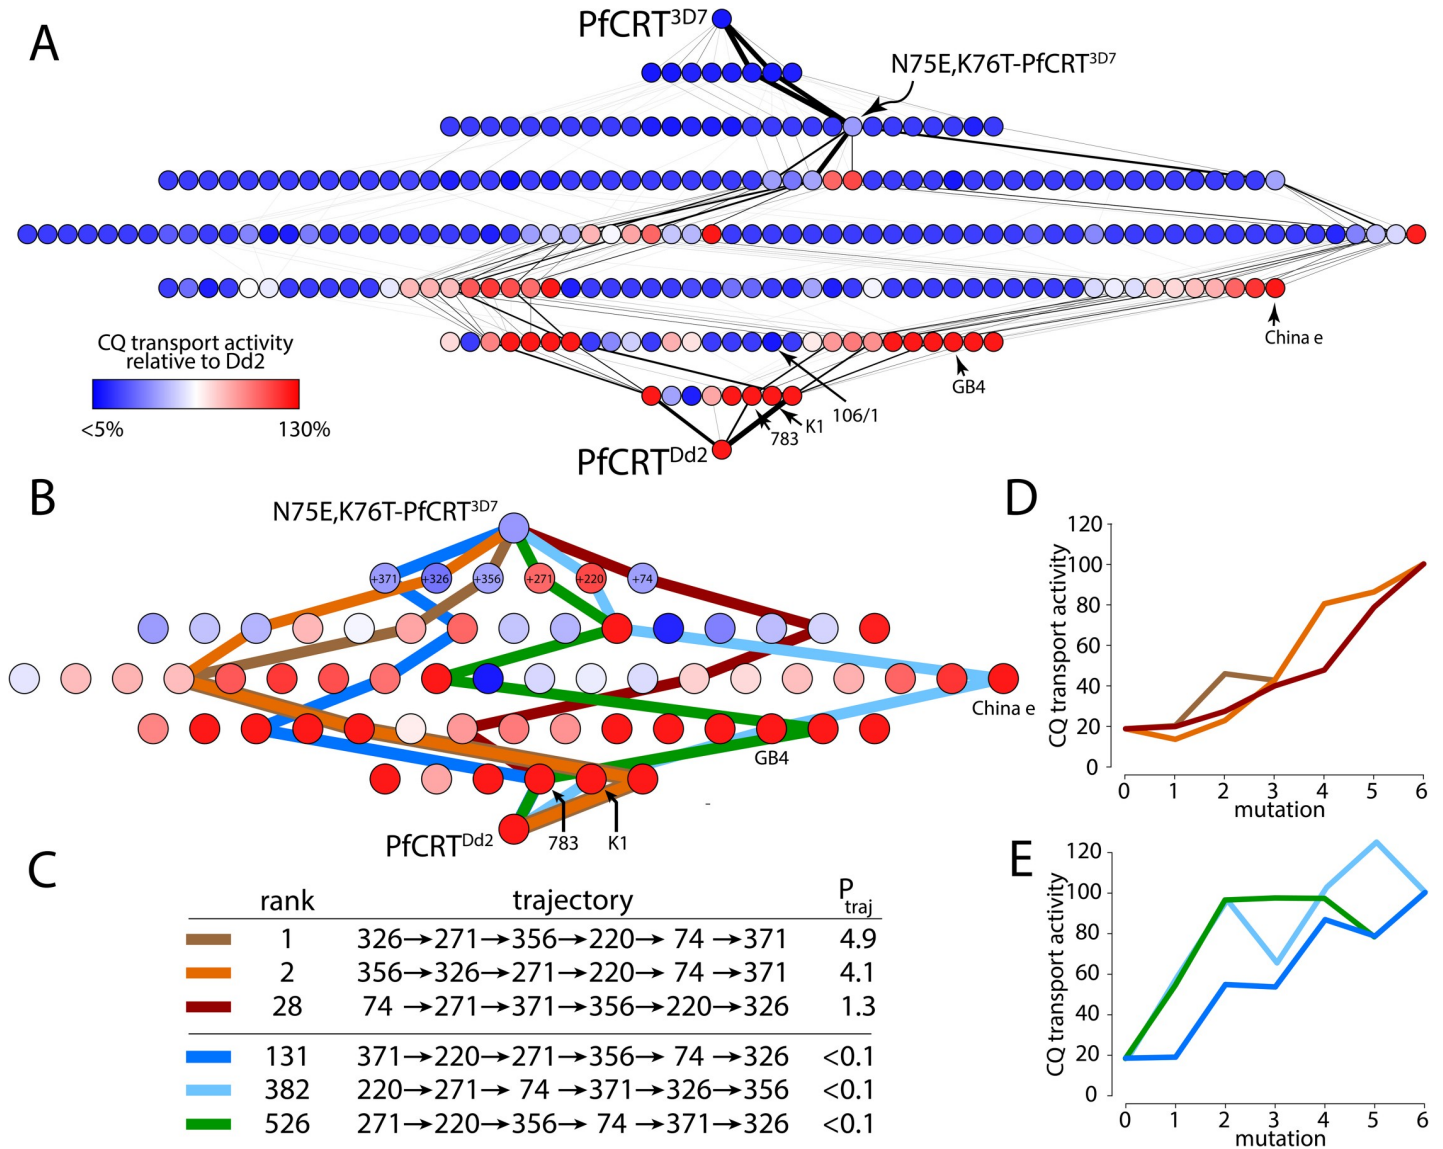 A
PfCRT3D7
N75E,K76T-PfCRT3D7
CQ transport activity
relative to Dd2
<5% 130%
China e
GB4
106/1
K1
783
PfCRTDd2
B
N75E,K76T-PfCRT3D7
+371 +326 +356 +271 +220 +74
China e
GB4
PfCRTDd2
783 K1
-
C
rank trajectory Ptraj
1 326→271→356→220→ 74 →371 4.9
2 356→326→271→220→ 74 →371 4.1
28 74 →271→371→356→220→326 1.3
131 371→220→271→356→ 74 →326 <0.1
382 220→271→ 74 →371→326→356 <0.1
526 271→220→356→ 74 →371→326 <0.1
D
CQ transport activity
120
100
80
60
40
20
0
0 1 2 3 4 5 6
mutation
E
CQ transport activity
120
100
80
60
40
20
0
0 1 2 3 4 5 6
mutation